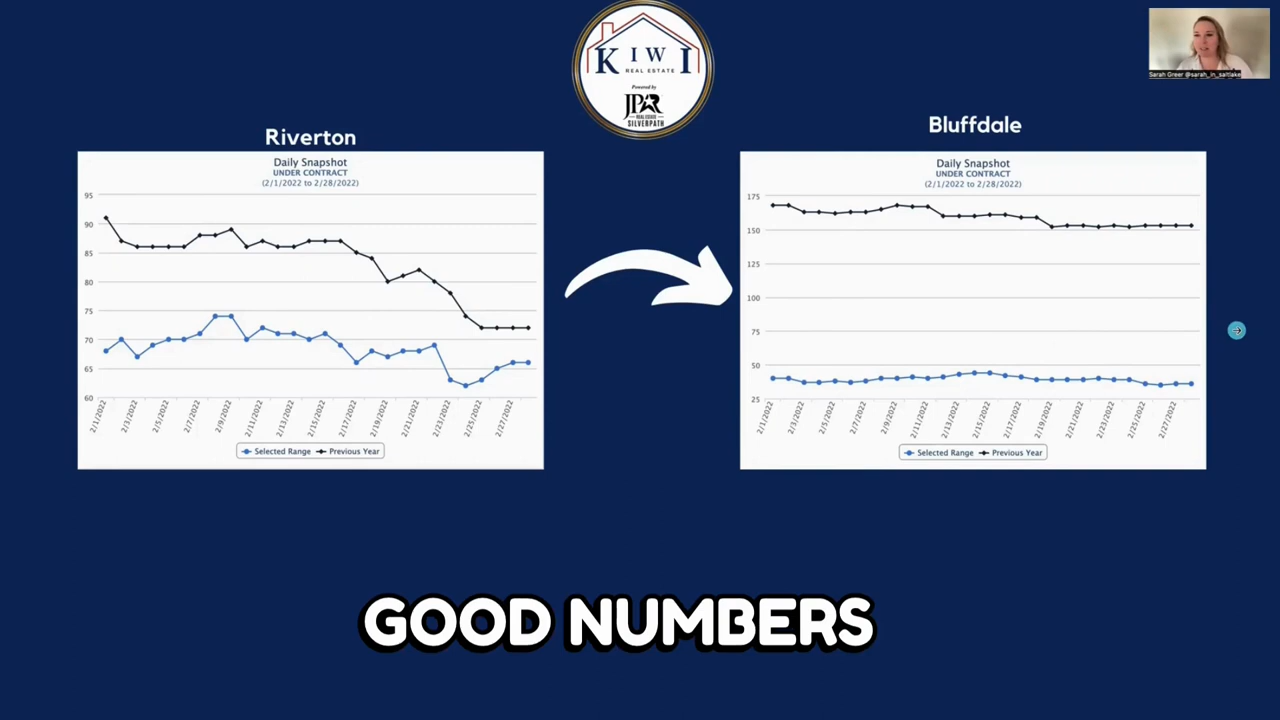 KIWI
REAL ESTATE
Powered by
JPAR
REAL ESTATE
SILVERPATH
Sarah Greer @sarah_in_saltlake
Riverton
Daily Snapshot
UNDER CONTRACT
(2/1/2022 to 2/28/2022)
95
90
85
80
75
70
65
60
2/1/2022
2/3/2022
2/5/2022
2/7/2022
2/9/2022
2/11/2022
2/13/2022
2/15/2022
2/17/2022
2/19/2022
2/21/2022
2/23/2022
2/25/2022
2/27/2022
Selected Range Previous Year
Bluffdale
Daily Snapshot
UNDER CONTRACT
(2/1/2022 to 2/28/2022)
175
150
125
100
75
50
25
2/1/2022
2/3/2022
2/5/2022
2/7/2022
2/9/2022
2/11/2022
2/13/2022
2/15/2022
2/17/2022
2/19/2022
2/21/2022
2/23/2022
2/25/2022
2/27/2022
Selected Range Previous Year
GOOD NUMBERS